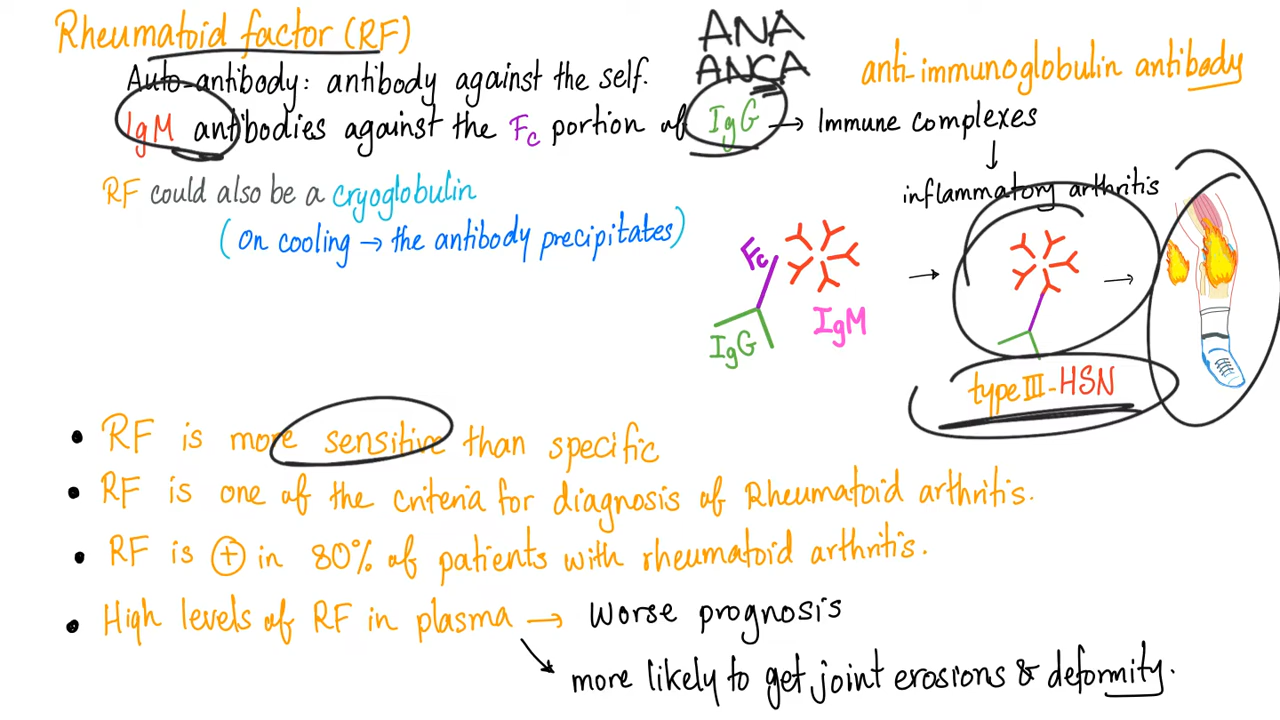 Rheumatoid factor (RF)
ANA
ANCA
anti-immunoglobulin antibody
Auto-antibody: antibody against the self.
IgM antibodies against the Fc portion of IgG → Immune complexes
↓
inflammatory arthritis
RF could also be a cryoglobulin
(On cooling → the antibody precipitates)
Fc
IgG
IgM
→
→
type III-HSN
• RF is more sensitive than specific
• RF is one of the criteria for diagnosis of Rheumatoid arthritis.
• RF is ⊕ in 80% of patients with rheumatoid arthritis.
• High levels of RF in plasma → Worse prognosis
↘ more likely to get joint erosions & deformity.